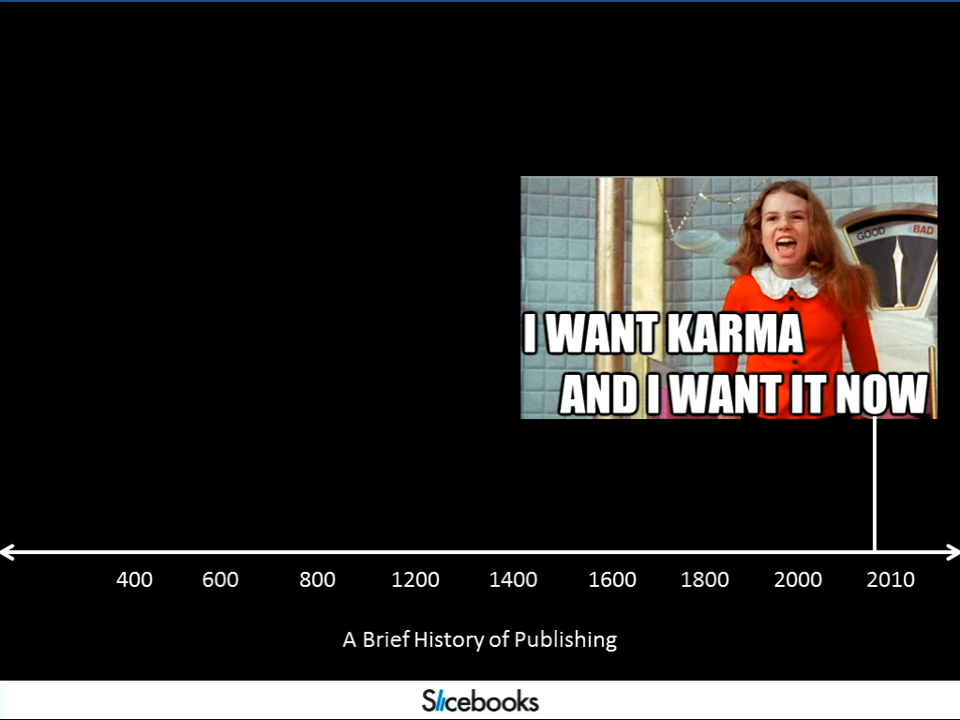 GOOD BAD
I WANT KARMA
AND I WANT IT NOW
400 600 800 1200 1400 1600 1800 2000 2010
A Brief History of Publishing
Slicebooks